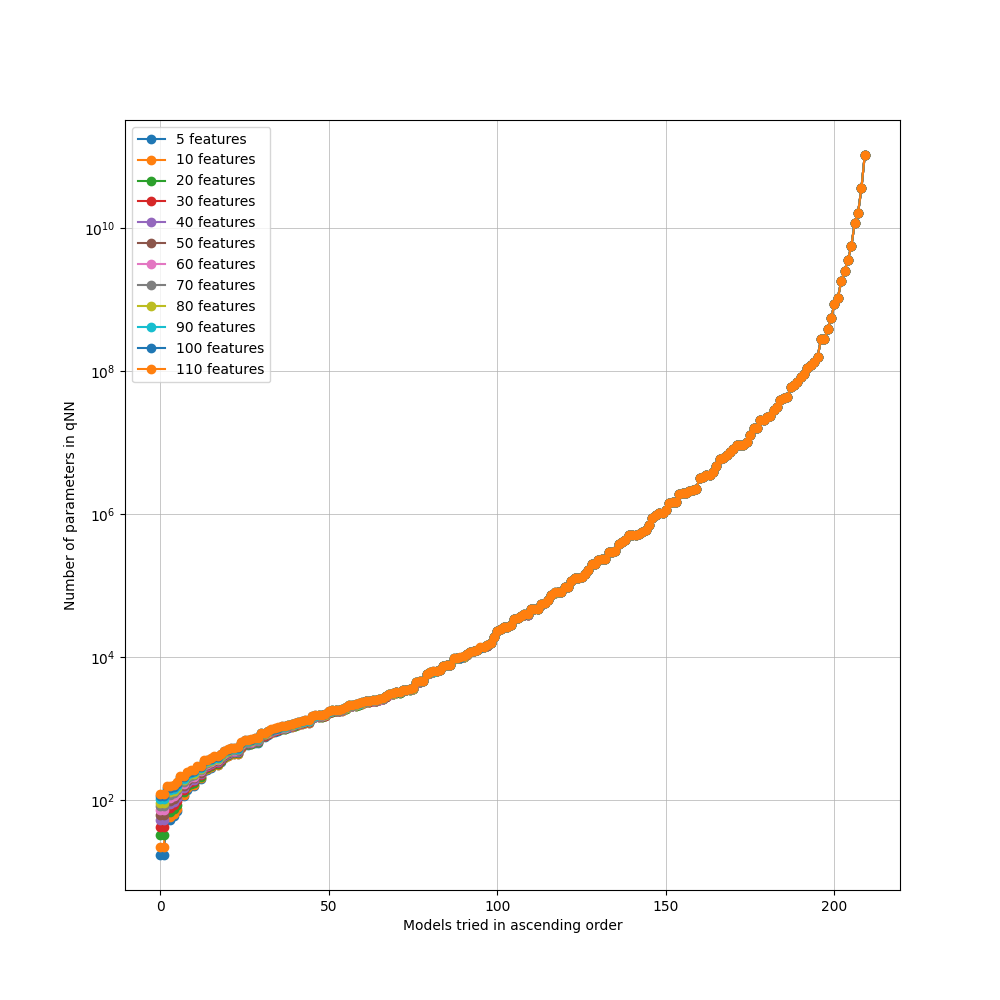 5 features
10 features
20 features
30 features
40 features
50 features
60 features
70 features
80 features
90 features
100 features
110 features
10^10
10^8
10^6
10^4
10^2
Number of parameters in qNN
0 50 100 150 200
Models tried in ascending order